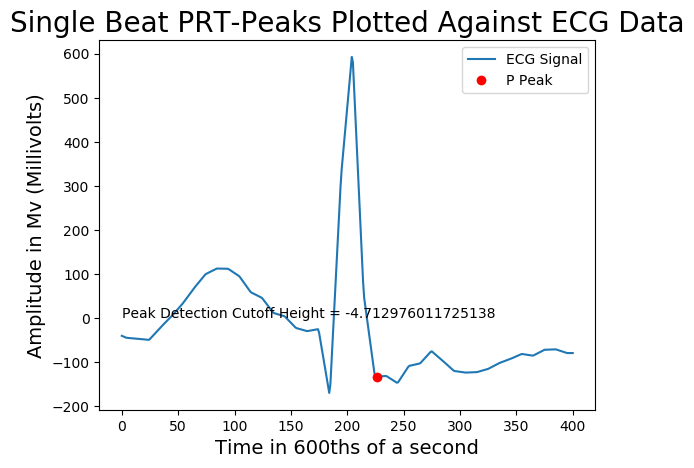 Single Beat PRT-Peaks Plotted Against ECG Data
ECG Signal
P Peak
600
500
400
300
200
100
0
−100
−200
Amplitude in Mv (Millivolts)
Peak Detection Cutoff Height = -4.712976011725138
0 50 100 150 200 250 300 350 400
Time in 600ths of a second